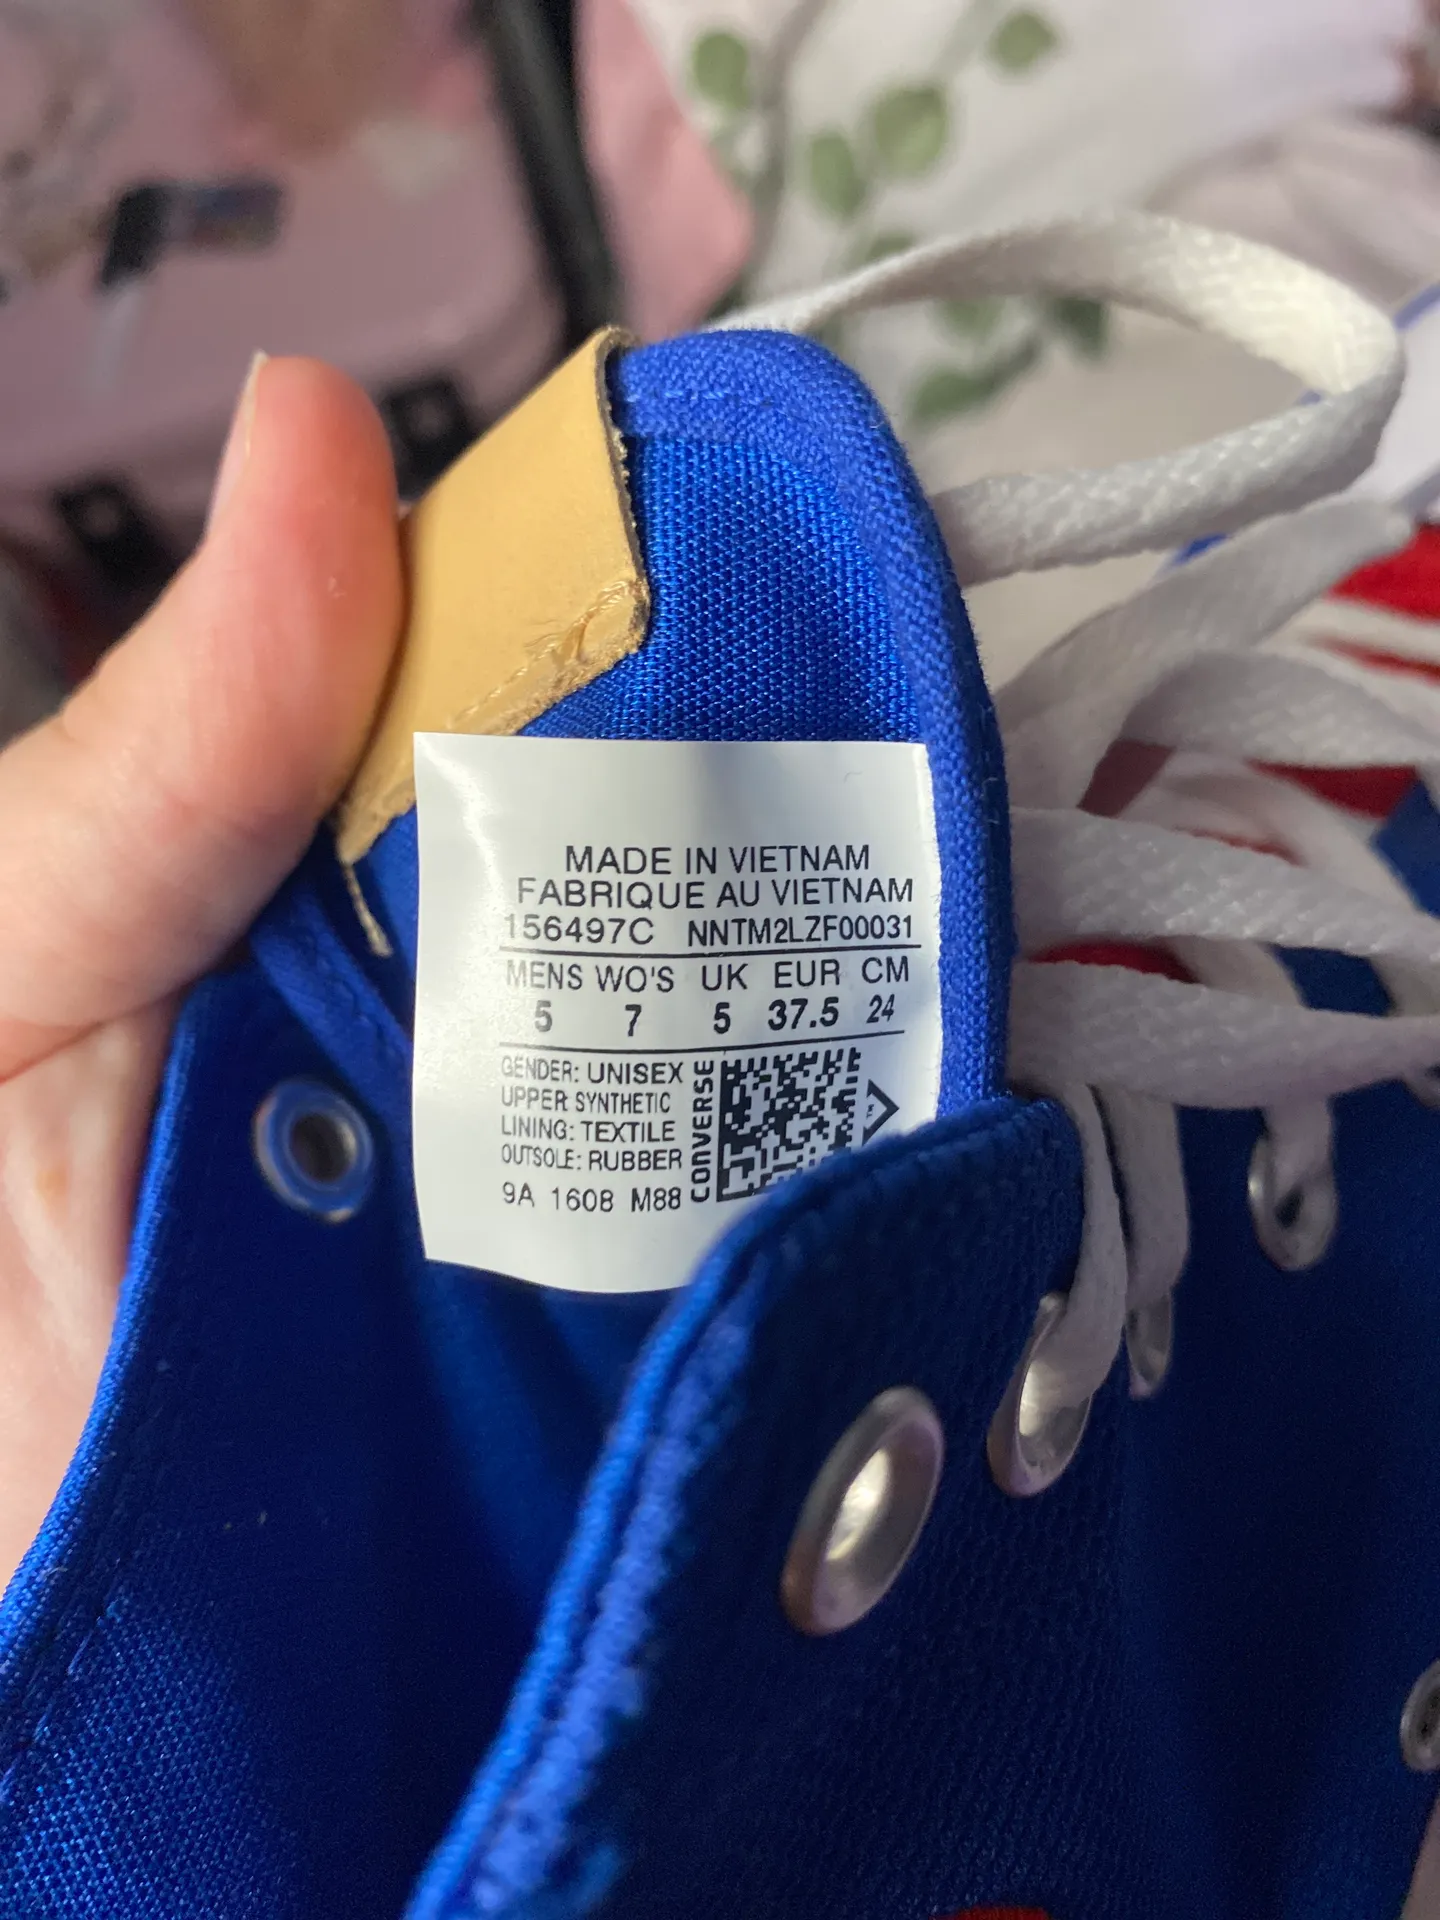 MADE IN VIETNAM
FABRIQUE AU VIETNAM
156497C NNTM2LZF00031
MENS WO'S UK EUR CM
5 7 5 37.5 24
GENDER: UNISEX
UPPER: SYNTHETIC
LINING: TEXTILE
OUTSOLE: RUBBER
9A 1608 M88
CONVERSE
TM